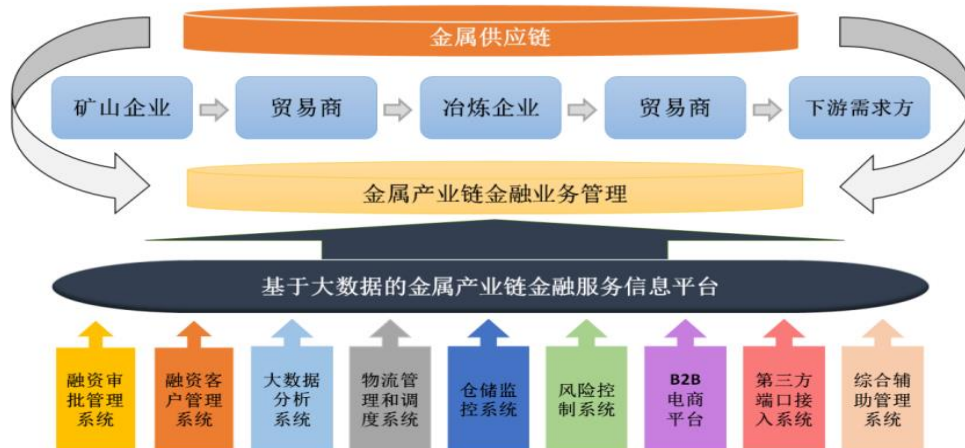 金属供应链
矿山企业
贸易商
冶炼企业
贸易商
下游需求方
金属产业链金融业务管理
基于大数据的金属产业链金融服务信息平台
融资审
批管理
系统
融资客
户管理
系统
大数据
分析
系统
物流管
理和调
度系统
仓储监
控系统
风险控
制系统
B2B
电商
平台
第三方
端口接
入系统
综合辅
助管理
系统